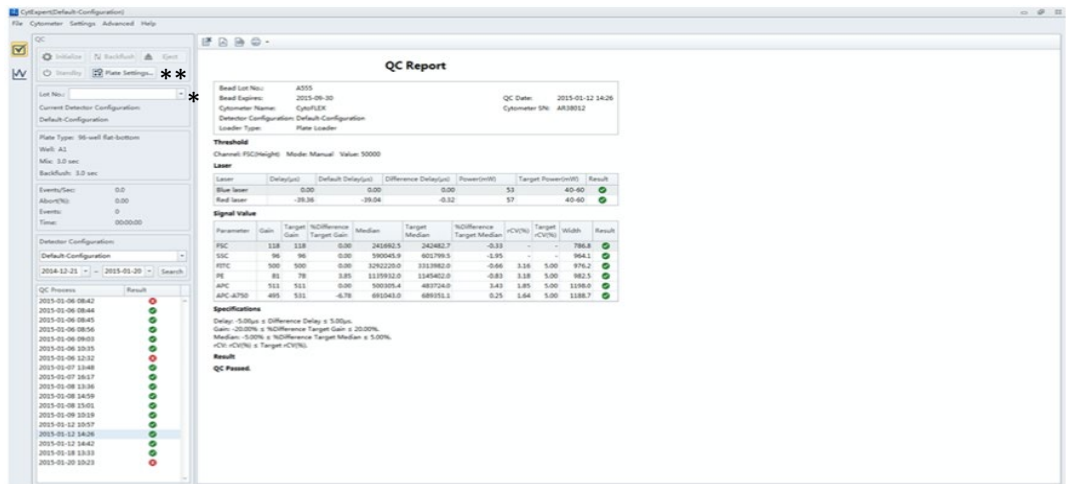 CytExpert(Default-Configuration)
File Cytometer Settings Advanced Help
QC
Initialize Backflush Eject
Standby Plate Settings... **
Lot No.: *
Current Detector Configuration:
Default-Configuration
Plate Type: 96-well flat-bottom
Well: A1
Mix: 3.0 sec
Backflush: 3.0 sec
Events/Sec: 0.0
Abort(%): 0.00
Events: 0
Time: 00:00:00
Detector Configuration:
Default-Configuration
2014-12-21 ~ 2015-01-20 Search
QC Process Result
2015-01-06 08:42
2015-01-06 08:44
2015-01-06 08:45
2015-01-06 08:56
2015-01-06 09:03
2015-01-06 10:35
2015-01-06 12:32
2015-01-07 13:48
2015-01-07 16:17
2015-01-08 13:36
2015-01-08 14:59
2015-01-08 15:01
2015-01-09 10:19
2015-01-12 10:57
2015-01-12 14:26
2015-01-12 14:42
2015-01-18 13:33
2015-01-20 10:23
QC Report
Bead Lot No.: A555
Bead Expires: 2015-09-30 QC Date: 2015-01-12 14:26
Cytometer Name: CytoFLEX Cytometer SN: AR38012
Detector Configuration: Default-Configuration
Loader Type: Plate Loader
Threshold
Channel: FSC(Height) Mode: Manual Value: 50000
Laser
Laser Delay(μs) Default Delay(μs) Difference Delay(μs) Power(mW) Target Power(mW) Result
Blue laser 0.00 0.00 0.00 53 40-60
Red laser -39.36 -39.04 -0.32 57 40-60
Signal Value
Parameter Gain Target Gain %Difference Target Gain Median Target Median %Difference Target Median rCV(%) Target rCV(%) Width Result
FSC 118 118 0.00 241692.5 242482.7 -0.33 - - 786.8
SSC 96 96 0.00 590045.9 601799.5 -1.95 - - 964.1
FITC 500 500 0.00 3292220.0 3313982.0 -0.66 3.16 5.00 976.2
PE 81 78 3.85 1135932.0 1145402.0 -0.83 3.18 5.00 982.5
APC 511 511 0.00 500305.4 483724.0 3.43 1.85 5.00 1198.0
APC-A750 495 531 -6.78 691043.0 689351.1 0.25 1.64 5.00 1188.7
Specifications
Delay: -5.00μs ≤ Difference Delay ≤ 5.00μs.
Gain: -20.00% ≤ %Difference Target Gain ≤ 20.00%.
Median: -5.00% ≤ %Difference Target Median ≤ 5.00%.
rCV: rCV(%) ≤ Target rCV(%).
Result
QC Passed.